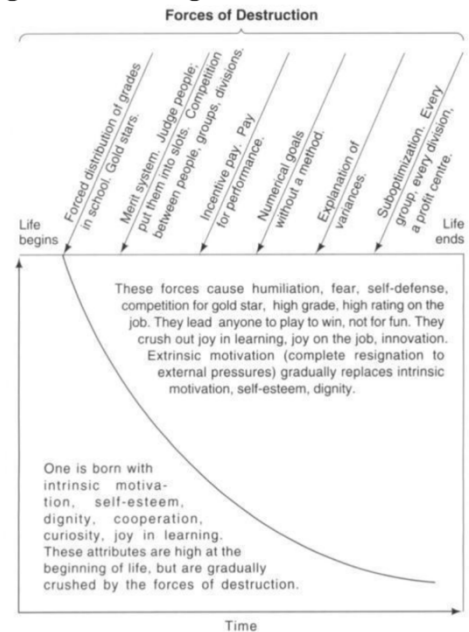 Forces of Destruction
Forced distribution of grades
in school. Gold stars.
Merit system. Judge people;
put them into slots. Competition
between people, groups, divisions.
Incentive pay. Pay
for performance.
Numerical goals
without a method.
Explanation of
variances.
Suboptimization. Every
group, every division,
a profit centre.
Life
begins
Life
ends
These forces cause humiliation, fear, self-defense,
competition for gold star, high grade, high rating on the
job. They lead anyone to play to win, not for fun. They
crush out joy in learning, joy on the job, innovation.
Extrinsic motivation (complete resignation to
external pressures) gradually replaces intrinsic
motivation, self-esteem, dignity.
One is born with
intrinsic motiva-
tion, self-esteem,
dignity, cooperation,
curiosity, joy in learning.
These attributes are high at the
beginning of life, but are gradually
crushed by the forces of destruction.
Time